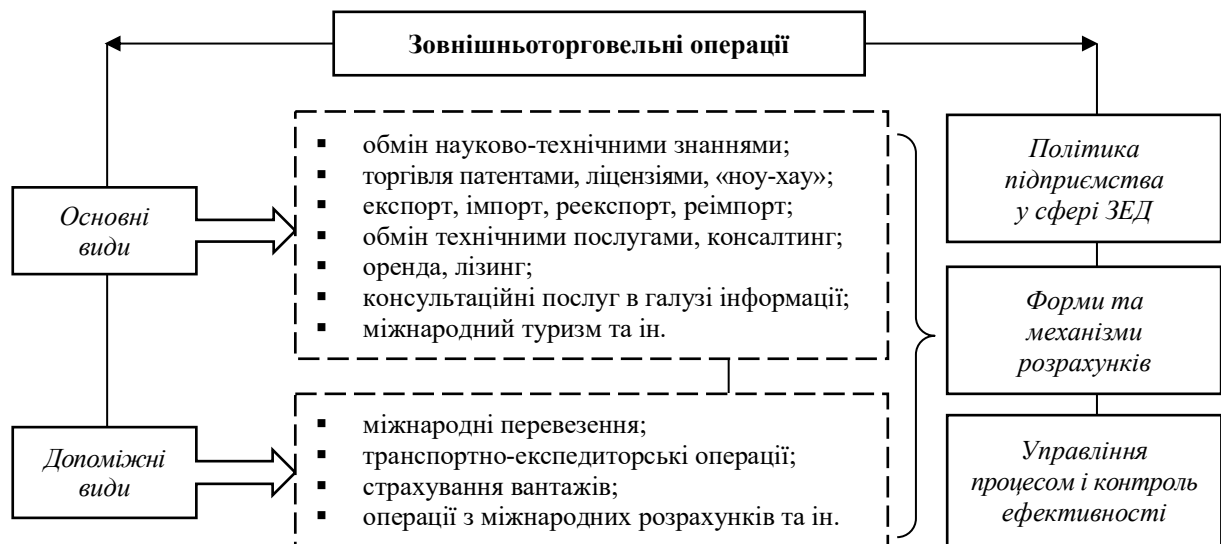 Зовнішньоторговельні операції
Основні
види
▪ обмін науково-технічними знаннями;
▪ торгівля патентами, ліцензіями, «ноу-хау»;
▪ експорт, імпорт, реекспорт, реімпорт;
▪ обмін технічними послугами, консалтинг;
▪ оренда, лізинг;
▪ консультаційні послуг в галузі інформації;
▪ міжнародний туризм та ін.
Допоміжні
види
▪ міжнародні перевезення;
▪ транспортно-експедиторські операції;
▪ страхування вантажів;
▪ операції з міжнародних розрахунків та ін.
Політика
підприємства
у сфері ЗЕД
Форми та
механізми
розрахунків
Управління
процесом і контроль
ефективності